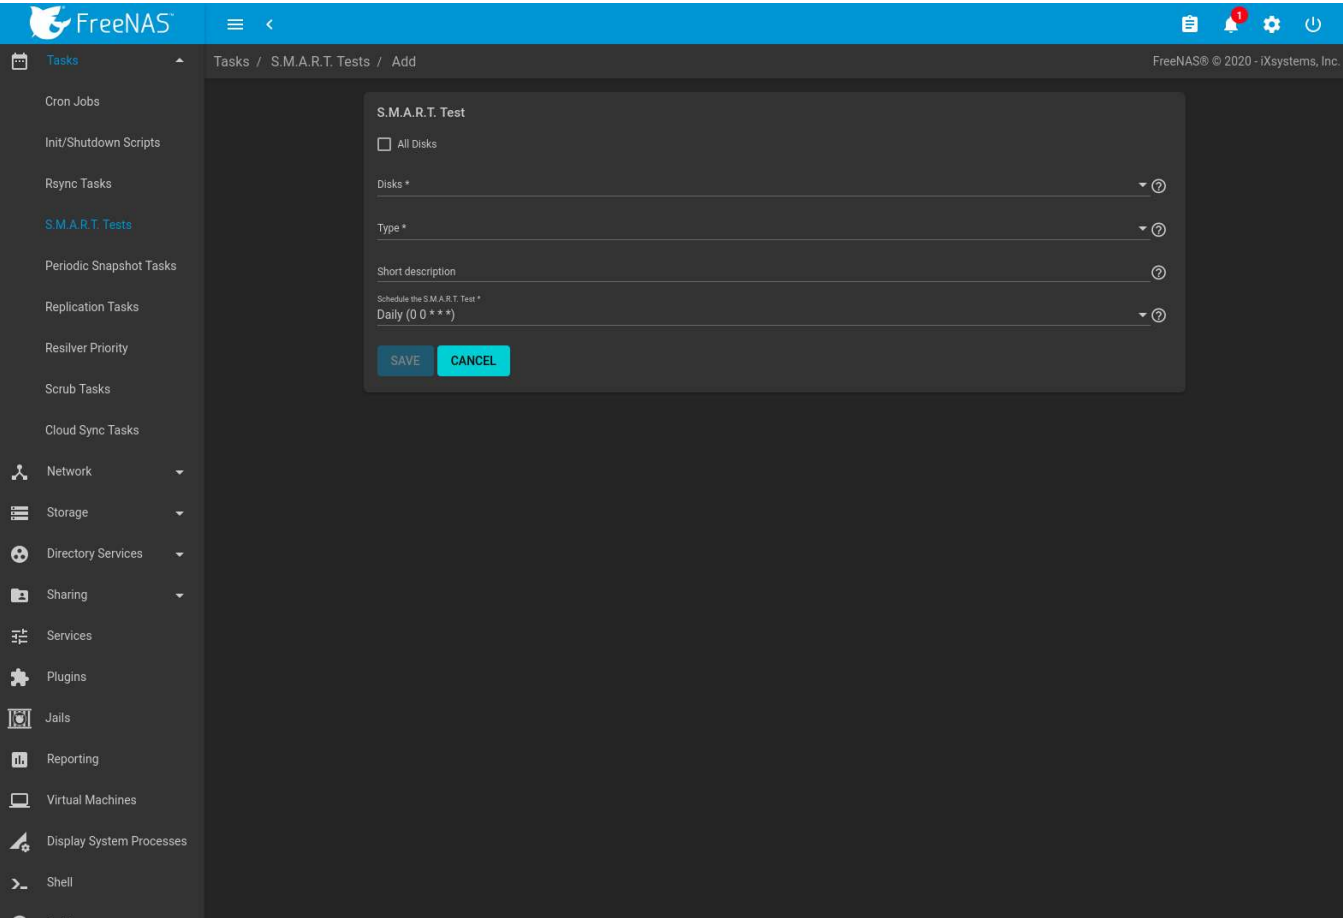 FreeNAS®
1
Tasks
Tasks / S.M.A.R.T. Tests / Add
FreeNAS® © 2020 - iXsystems, Inc.
Cron Jobs
Init/Shutdown Scripts
Rsync Tasks
S.M.A.R.T. Tests
Periodic Snapshot Tasks
Replication Tasks
Resilver Priority
Scrub Tasks
Cloud Sync Tasks
Network
Storage
Directory Services
Sharing
Services
Plugins
Jails
Reporting
Virtual Machines
Display System Processes
Shell
S.M.A.R.T. Test
All Disks
Disks *
Type *
Short description
Schedule the S.M.A.R.T. Test *
Daily (0 0 * * *)
SAVE
CANCEL